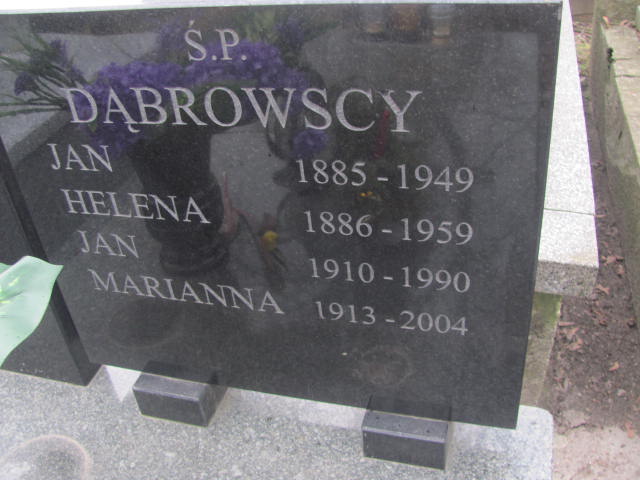 Ś.P.
DĄBROWSCY
JAN 1885 - 1949
HELENA 1886 - 1959
JAN 1910 - 1990
MARIANNA 1913 - 2004